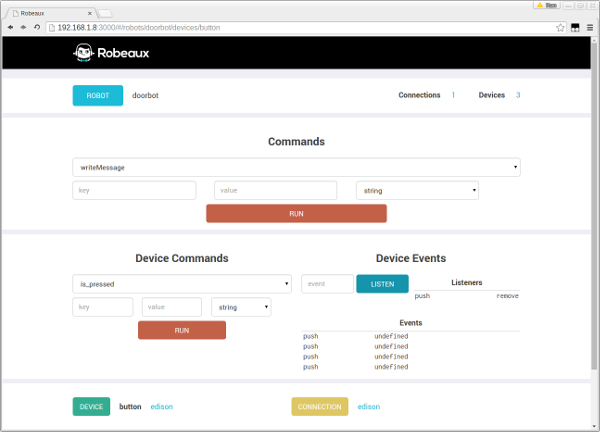 Robeaux
192.168.1.8:3000/#/robots/doorbot/devices/button
Robeaux
ROBOT doorbot Connections 1 Devices 3
Commands
writeMessage
key value string
RUN
Device Commands
is_pressed
key value string
RUN
Device Events
event LISTEN
Listeners
push remove
Events
push undefined
push undefined
push undefined
push undefined
DEVICE button edison
CONNECTION edison